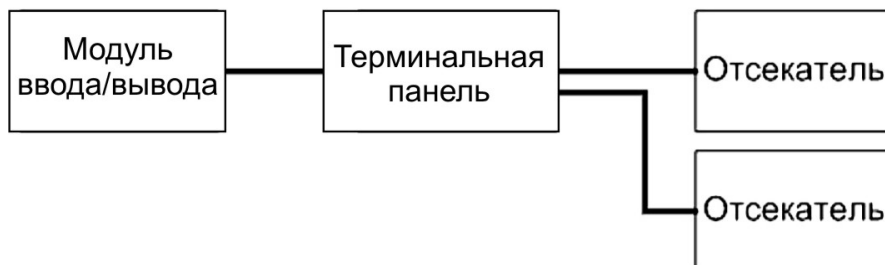 Модуль
ввода/вывода
Терминальная
панель
Отсекатель
Отсекатель